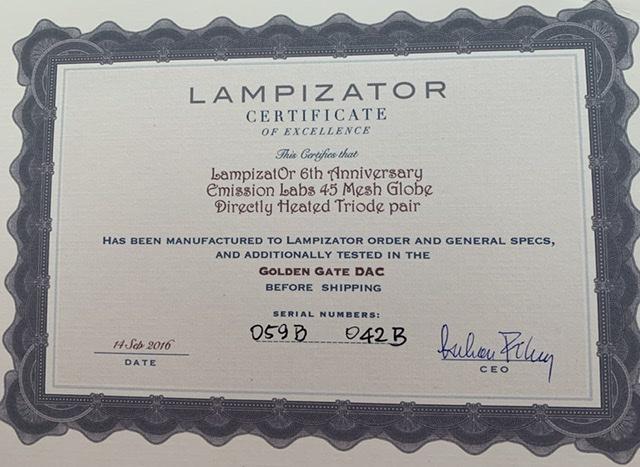 LAMPIZATOR
CERTIFICATE
OF EXCELLENCE
This Certifies that
LampizatOr 6th Anniversary
Emission Labs 45 Mesh Globe
Directly Heated Triode pair
HAS BEEN MANUFACTURED TO LAMPIZATOR ORDER AND GENERAL SPECS,
AND ADDITIONALLY TESTED IN THE
GOLDEN GATE DAC
BEFORE SHIPPING
SERIAL NUMBERS:
059B 042B
14 Seb 2016
DATE
CEO